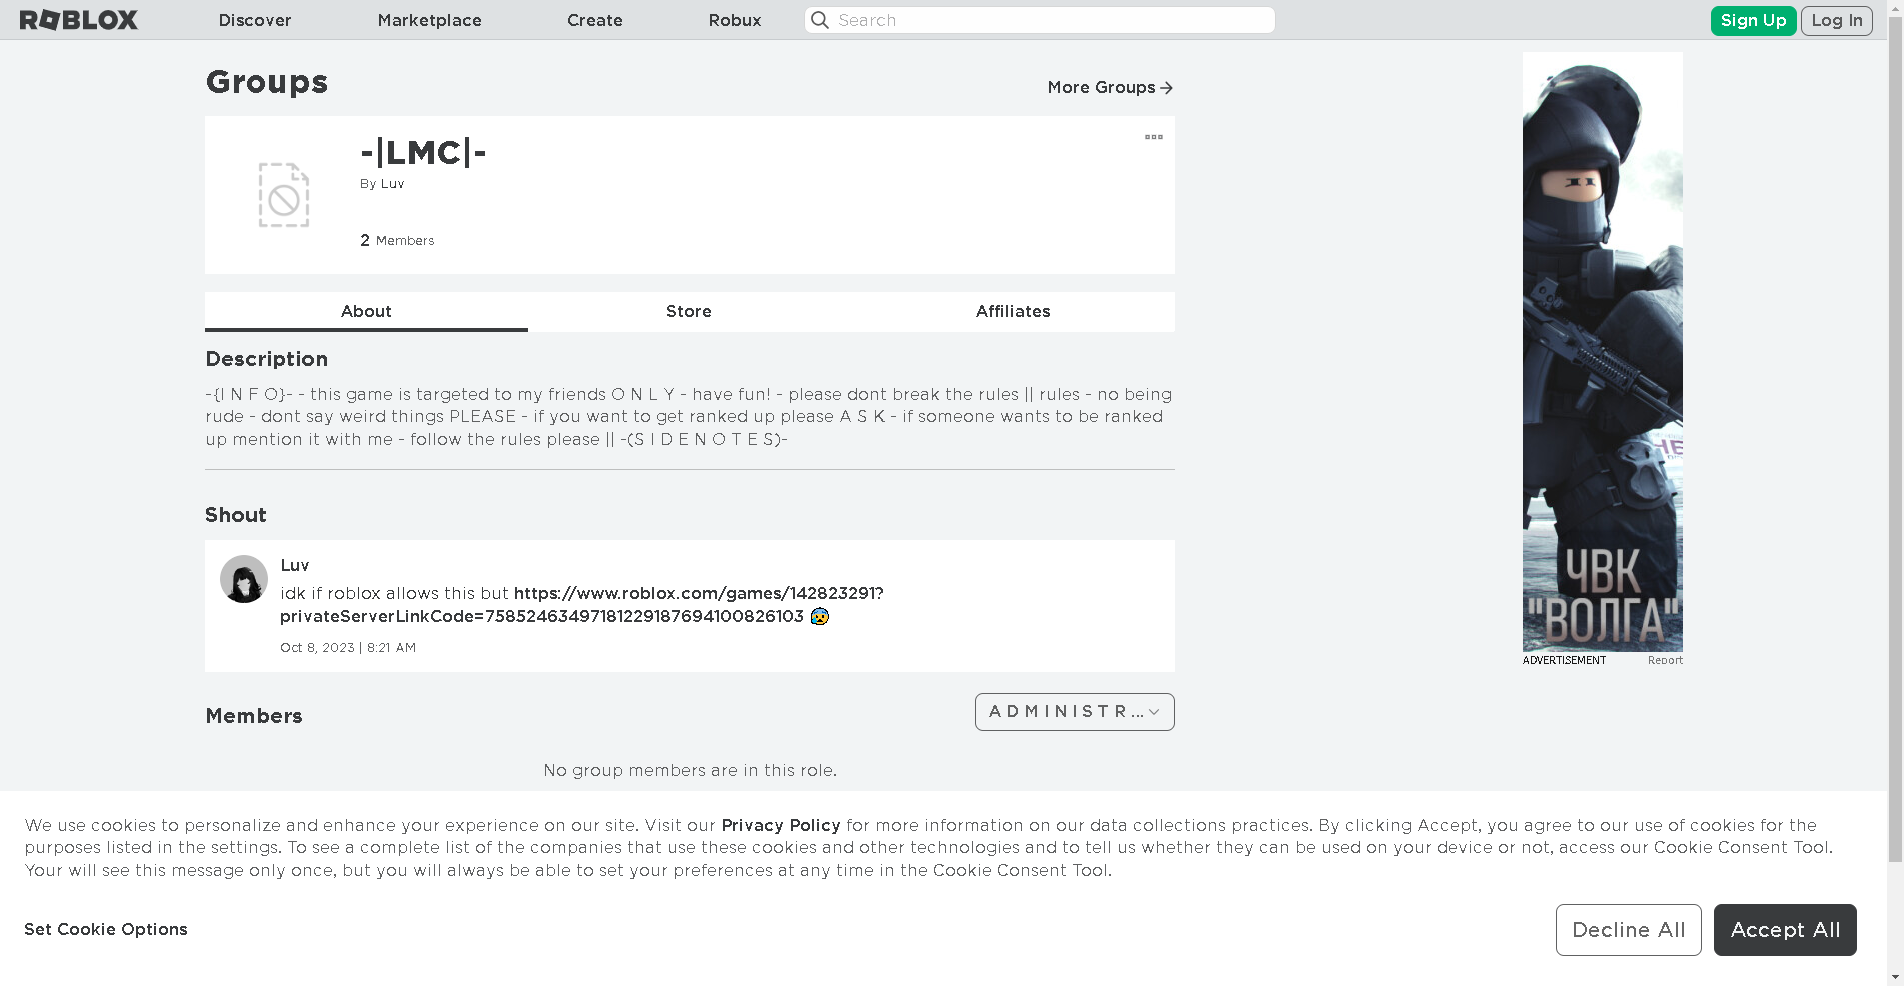 ROBLOX Discover Marketplace Create Robux Search Sign Up Log In
Groups
More Groups
-|LMC|-
By Luv
2 Members
About Store Affiliates
Description
-{I N F O}- - this game is targeted to my friends O N L Y - have fun! - please dont break the rules || rules - no being
rude - dont say weird things PLEASE - if you want to get ranked up please A S K - if someone wants to be ranked
up mention it with me - follow the rules please || -(S I D E N O T E S)-
Shout
Luv
idk if roblox allows this but https://www.roblox.com/games/142823291?
privateServerLinkCode=75852463497181229187694100826103 😰
Oct 8, 2023 | 8:21 AM
Members
A D M I N I S T R ...
No group members are in this role.
ЧВК
"ВОЛГА"
ADVERTISEMENT Report
We use cookies to personalize and enhance your experience on our site. Visit our Privacy Policy for more information on our data collections practices. By clicking Accept, you agree to our use of cookies for the
purposes listed in the settings. To see a complete list of the companies that use these cookies and other technologies and to tell us whether they can be used on your device or not, access our Cookie Consent Tool.
Your will see this message only once, but you will always be able to set your preferences at any time in the Cookie Consent Tool.
Set Cookie Options
Decline All
Accept All